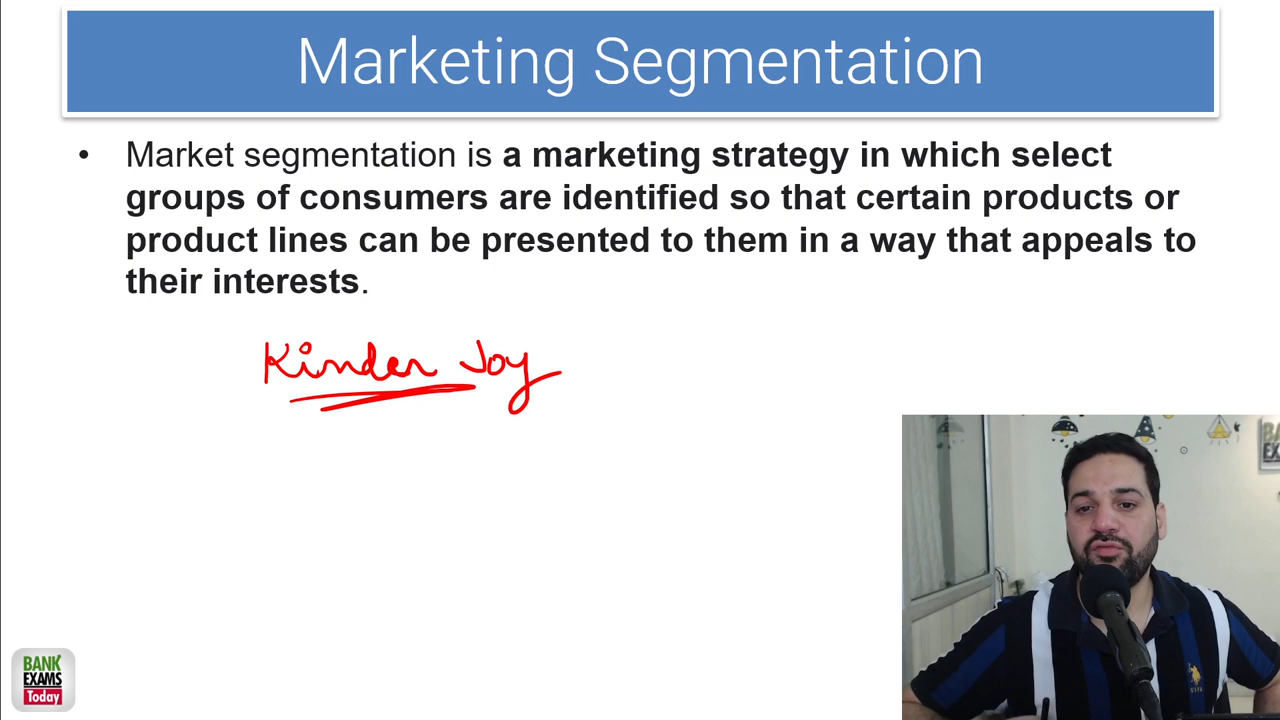 Marketing Segmentation
• Market segmentation is a marketing strategy in which select
groups of consumers are identified so that certain products or
product lines can be presented to them in a way that appeals to
their interests.
Kinder Joy
BANK
EXAM
BANK
EXAMS
Today